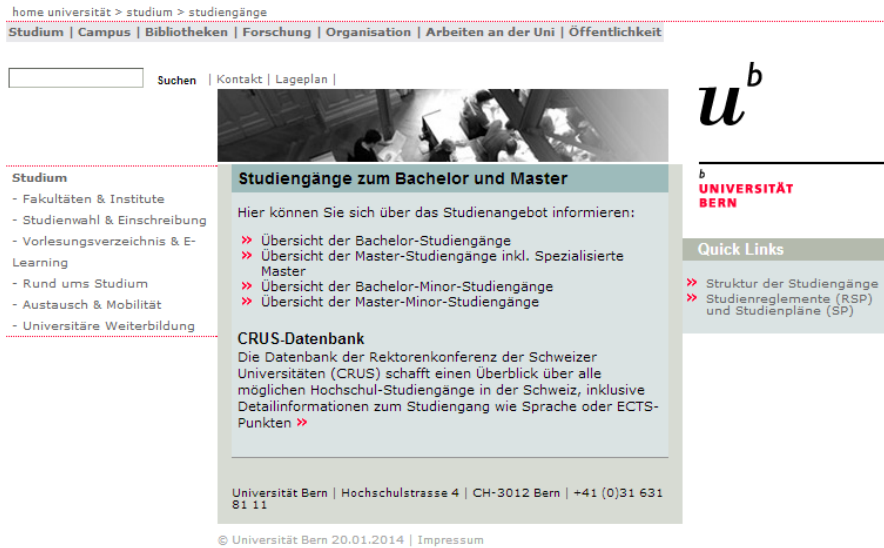 home universität > studium > studiengänge
Studium | Campus | Bibliotheken | Forschung | Organisation | Arbeiten an der Uni | Öffentlichkeit
Suchen | Kontakt | Lageplan |
u^b
b
UNIVERSITÄT
BERN
Studium
- Fakultäten & Institute
- Studienwahl & Einschreibung
- Vorlesungsverzeichnis & E-
Learning
- Rund ums Studium
- Austausch & Mobilität
- Universitäre Weiterbildung
Studiengänge zum Bachelor und Master
Hier können Sie sich über das Studienangebot informieren:
» Übersicht der Bachelor-Studiengänge
» Übersicht der Master-Studiengänge inkl. Spezialisierte
Master
» Übersicht der Bachelor-Minor-Studiengänge
» Übersicht der Master-Minor-Studiengänge
CRUS-Datenbank
Die Datenbank der Rektorenkonferenz der Schweizer
Universitäten (CRUS) schafft einen Überblick über alle
möglichen Hochschul-Studiengänge in der Schweiz, inklusive
Detailinformationen zum Studiengang wie Sprache oder ECTS-
Punkten »
Quick Links
» Struktur der Studiengänge
» Studienreglemente (RSP)
und Studienpläne (SP)
Universität Bern | Hochschulstrasse 4 | CH-3012 Bern | +41 (0)31 631
81 11
© Universität Bern 20.01.2014 | Impressum